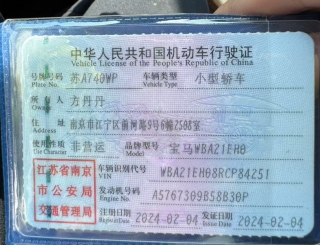 中华人民共和国机动车行驶证
Vehicle License of the People's Republic of China
号牌号码 Plate No. 苏A740WP 车辆类型 Vehicle Type 小型轿车
所有人 Owner 方丹丹
住址 Address 南京市江宁区 9号6幢2508室
使用性质 Use Character 非营运 品牌型号 Model 宝马WBA21EH0
江苏省南京市公安局交通管理局
车辆识别代号 VIN WBA21EH08RCP84251
发动机号码 Engine No. A5767309B58B30P
注册日期 Register Date 2024-02-04 发证日期 Issue Date 2024-02-04